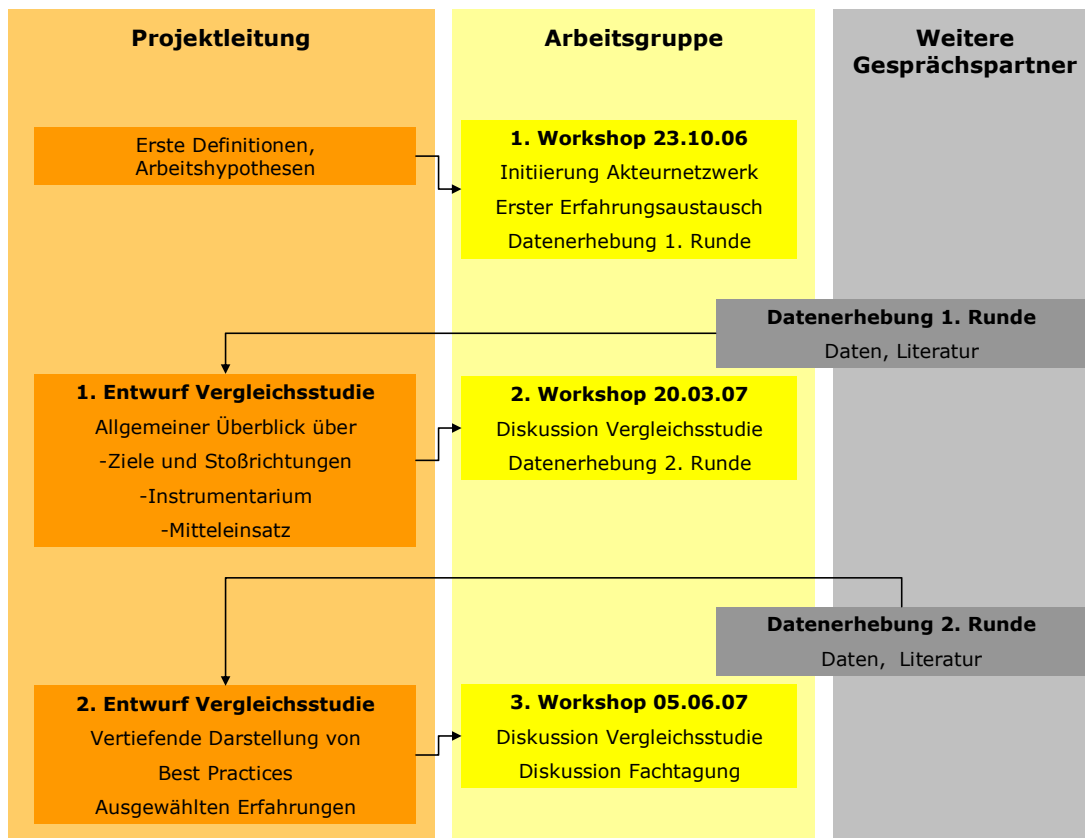 Projektleitung
Arbeitsgruppe
Weitere
Gesprächspartner
Erste Definitionen,
Arbeitshypothesen
1. Workshop 23.10.06
Initiierung Akteurnetzwerk
Erster Erfahrungsaustausch
Datenerhebung 1. Runde
Datenerhebung 1. Runde
Daten, Literatur
1. Entwurf Vergleichsstudie
Allgemeiner Überblick über
-Ziele und Stoßrichtungen
-Instrumentarium
-Mitteleinsatz
2. Workshop 20.03.07
Diskussion Vergleichsstudie
Datenerhebung 2. Runde
Datenerhebung 2. Runde
Daten, Literatur
2. Entwurf Vergleichsstudie
Vertiefende Darstellung von
Best Practices
Ausgewählten Erfahrungen
3. Workshop 05.06.07
Diskussion Vergleichsstudie
Diskussion Fachtagung